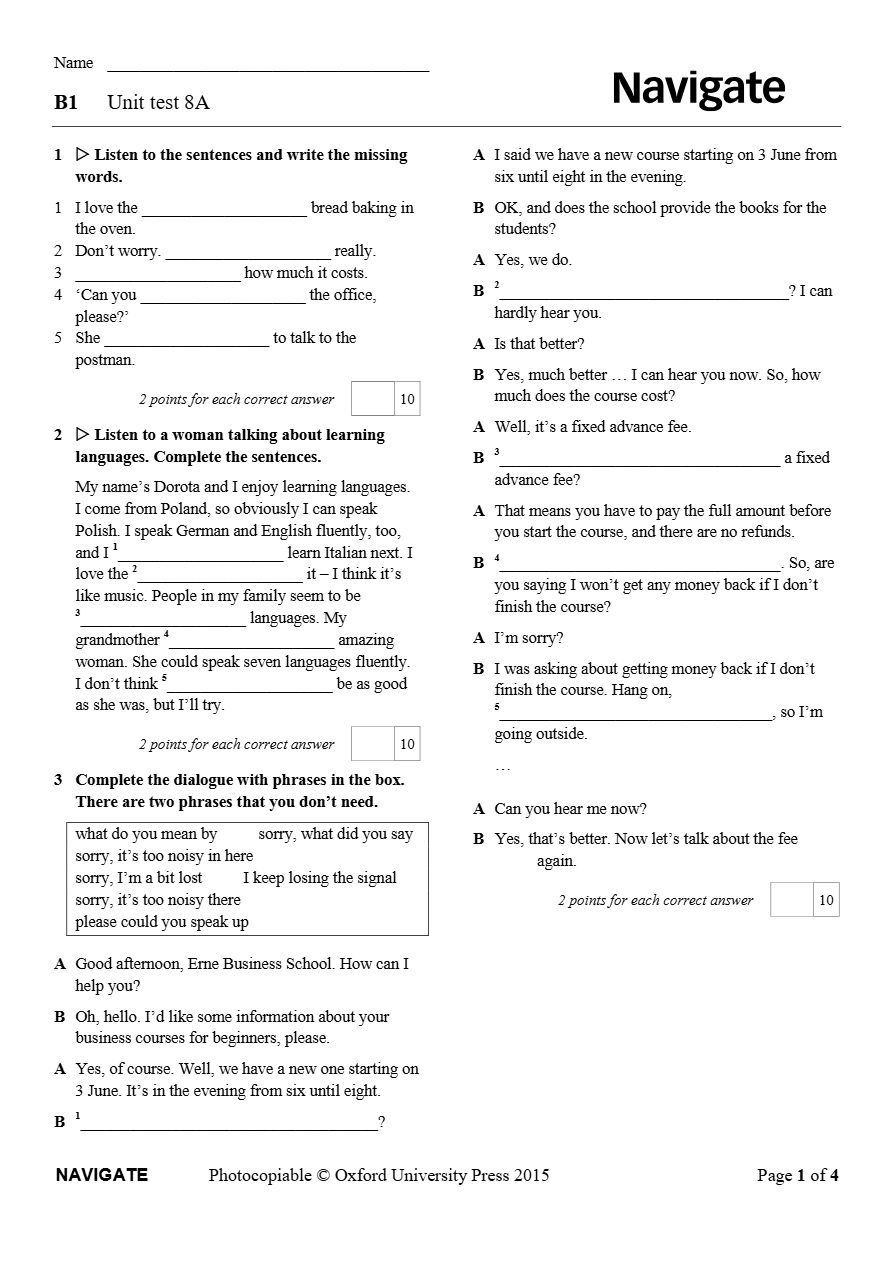 Name ____________________
B1 Unit test 8A
Navigate
1 ▷ Listen to the sentences and write the missing
words.
1 I love the ____________________ bread baking in
the oven.
2 Don’t worry. ____________________ really.
3 ____________________ how much it costs.
4 ‘Can you ____________________ the office,
please?’
5 She ____________________ to talk to the
postman.
2 points for each correct answer 10
2 ▷ Listen to a woman talking about learning
languages. Complete the sentences.
My name’s Dorota and I enjoy learning languages.
I come from Poland, so obviously I can speak
Polish. I speak German and English fluently, too,
and I 1____________________ learn Italian next. I
love the 2____________________ it – I think it’s
like music. People in my family seem to be
3____________________ languages. My
grandmother 4____________________ amazing
woman. She could speak seven languages fluently.
I don’t think 5____________________ be as good
as she was, but I’ll try.
2 points for each correct answer 10
3 Complete the dialogue with phrases in the box.
There are two phrases that you don’t need.
what do you mean by sorry, what did you say
sorry, it’s too noisy in here
sorry, I’m a bit lost I keep losing the signal
sorry, it’s too noisy there
please could you speak up
A Good afternoon, Erne Business School. How can I
help you?
B Oh, hello. I’d like some information about your
business courses for beginners, please.
A Yes, of course. Well, we have a new one starting on
3 June. It’s in the evening from six until eight.
B 1____________________?
A I said we have a new course starting on 3 June from
six until eight in the evening.
B OK, and does the school provide the books for the
students?
A Yes, we do.
B 2____________________? I can
hardly hear you.
A Is that better?
B Yes, much better … I can hear you now. So, how
much does the course cost?
A Well, it’s a fixed advance fee.
B 3____________________ a fixed
advance fee?
A That means you have to pay the full amount before
you start the course, and there are no refunds.
B 4____________________. So, are
you saying I won’t get any money back if I don’t
finish the course?
A I’m sorry?
B I was asking about getting money back if I don’t
finish the course. Hang on,
5____________________, so I’m
going outside.
…
A Can you hear me now?
B Yes, that’s better. Now let’s talk about the fee
again.
2 points for each correct answer 10
NAVIGATE Photocopiable © Oxford University Press 2015 Page 1 of 4